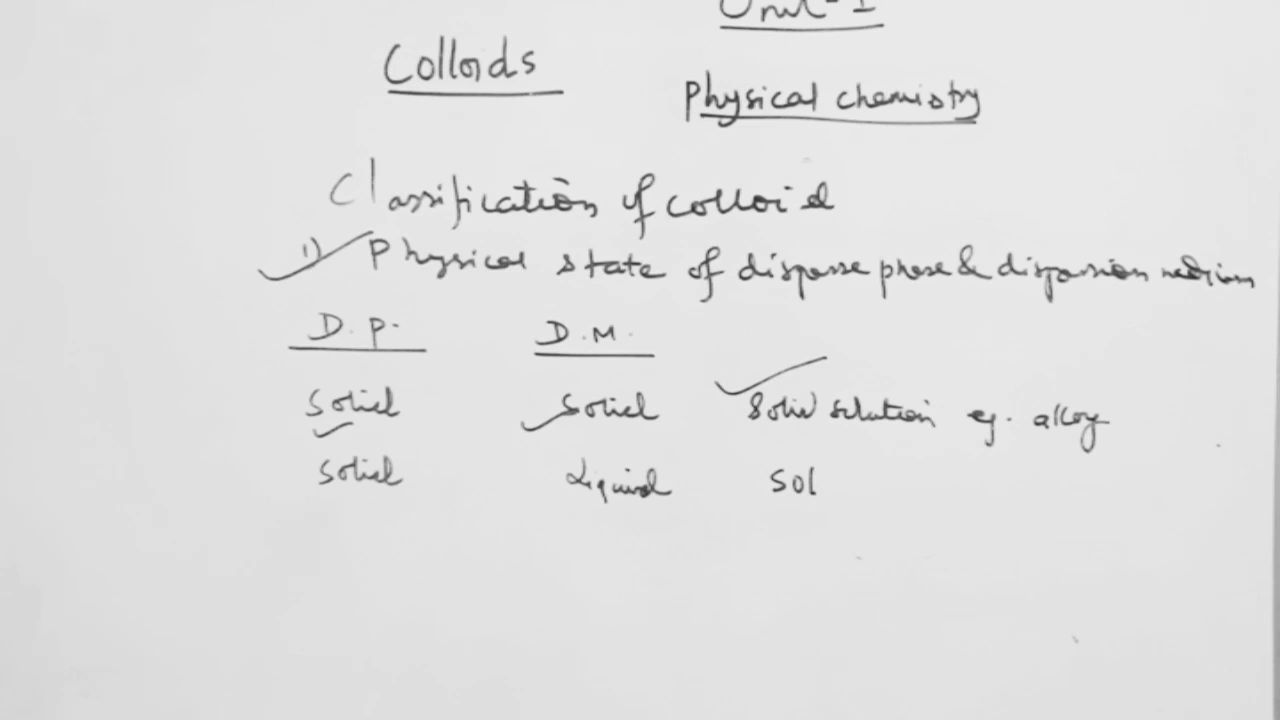 Unit-I
Colloids
Physical chemistry
Classification of colloid
1) Physical state of disperse phase & dispersion medium
D.P. D.M.
Solid Solid Solid solution eg. alloy
Solid Liquid Sol